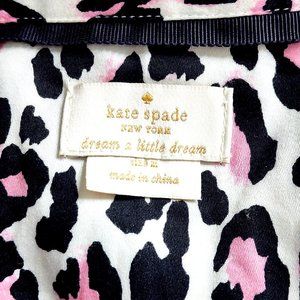 kate spade
NEW YORK
dream a little dream
made in china